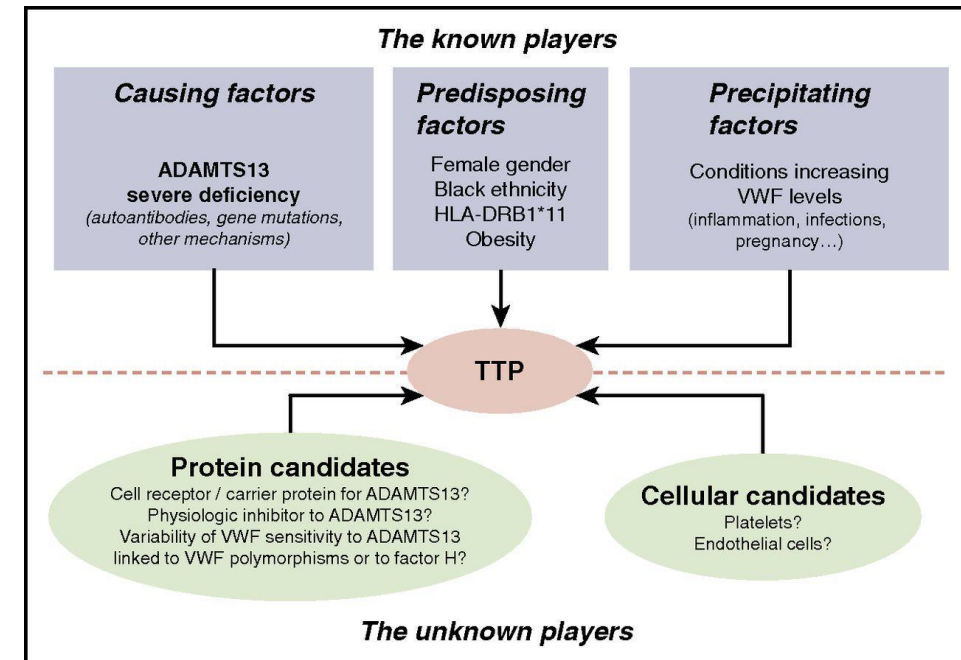 The known players
Causing factors
ADAMTS13
severe deficiency
(autoantibodies, gene mutations,
other mechanisms)
Predisposing
factors
Female gender
Black ethnicity
HLA-DRB1*11
Obesity
Precipitating
factors
Conditions increasing
VWF levels
(inflammation, infections,
pregnancy...)
TTP
Protein candidates
Cell receptor / carrier protein for ADAMTS13?
Physiologic inhibitor to ADAMTS13?
Variability of VWF sensitivity to ADAMTS13
linked to VWF polymorphisms or to factor H?
Cellular candidates
Platelets?
Endothelial cells?
The unknown players